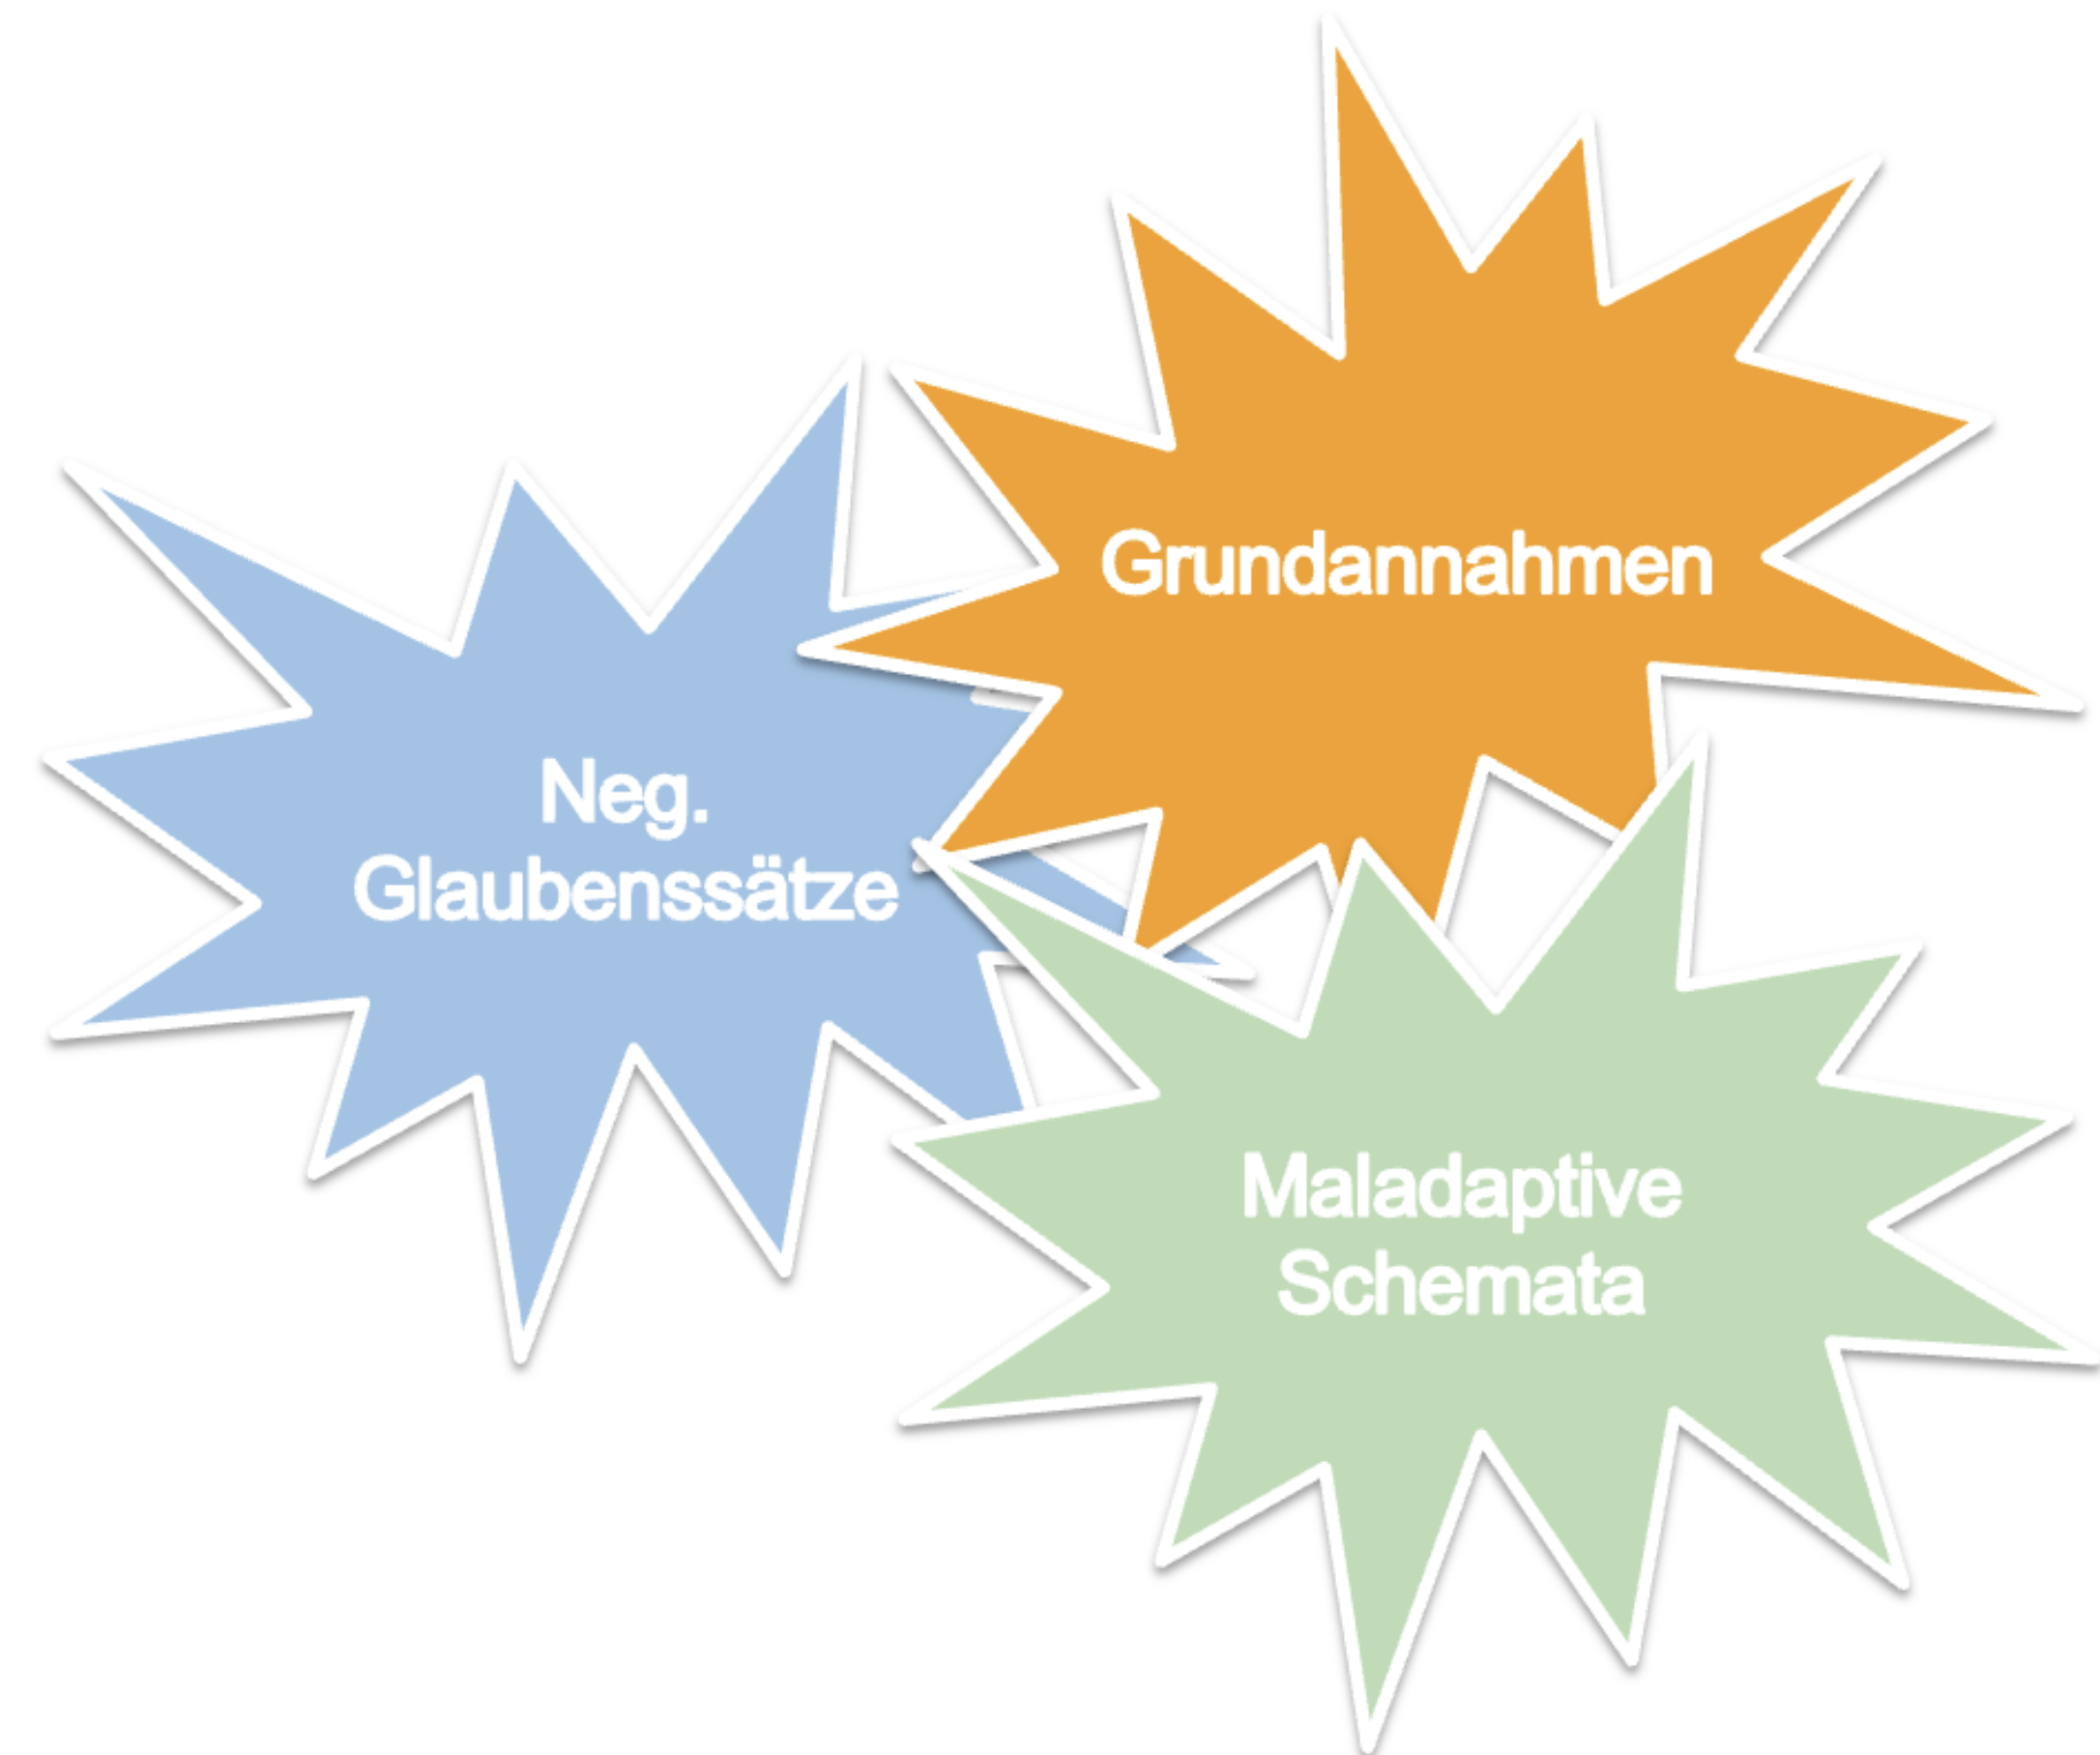 Grundannahmen
Neg.
Glaubenssätze
Maladaptive
Schemata